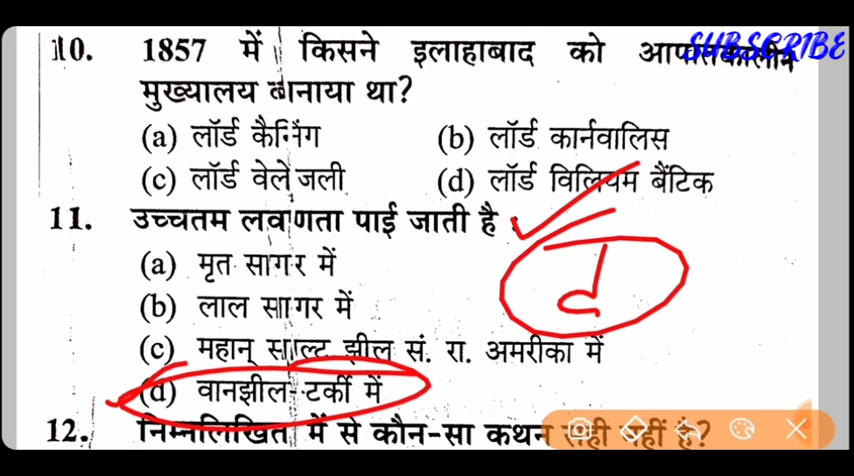 SUBSCRIBE
10. 1857 में किसने इलाहाबाद को आपातकालीन
मुख्यालय बनाया था?
(a) लॉर्ड कैनिंग (b) लॉर्ड कार्नवालिस
(c) लॉर्ड वेलेजली (d) लॉर्ड विलियम बैंटिक
11. उच्चतम लवणता पाई जाती है :
(a) मृत सागर में
(b) लाल सागर में
d
(c) महान् साल्ट झील सं. रा. अमरीका में
(d) वानझील-टर्की में
12. निम्नलिखित में से कौन-सा कथन सही नहीं है?